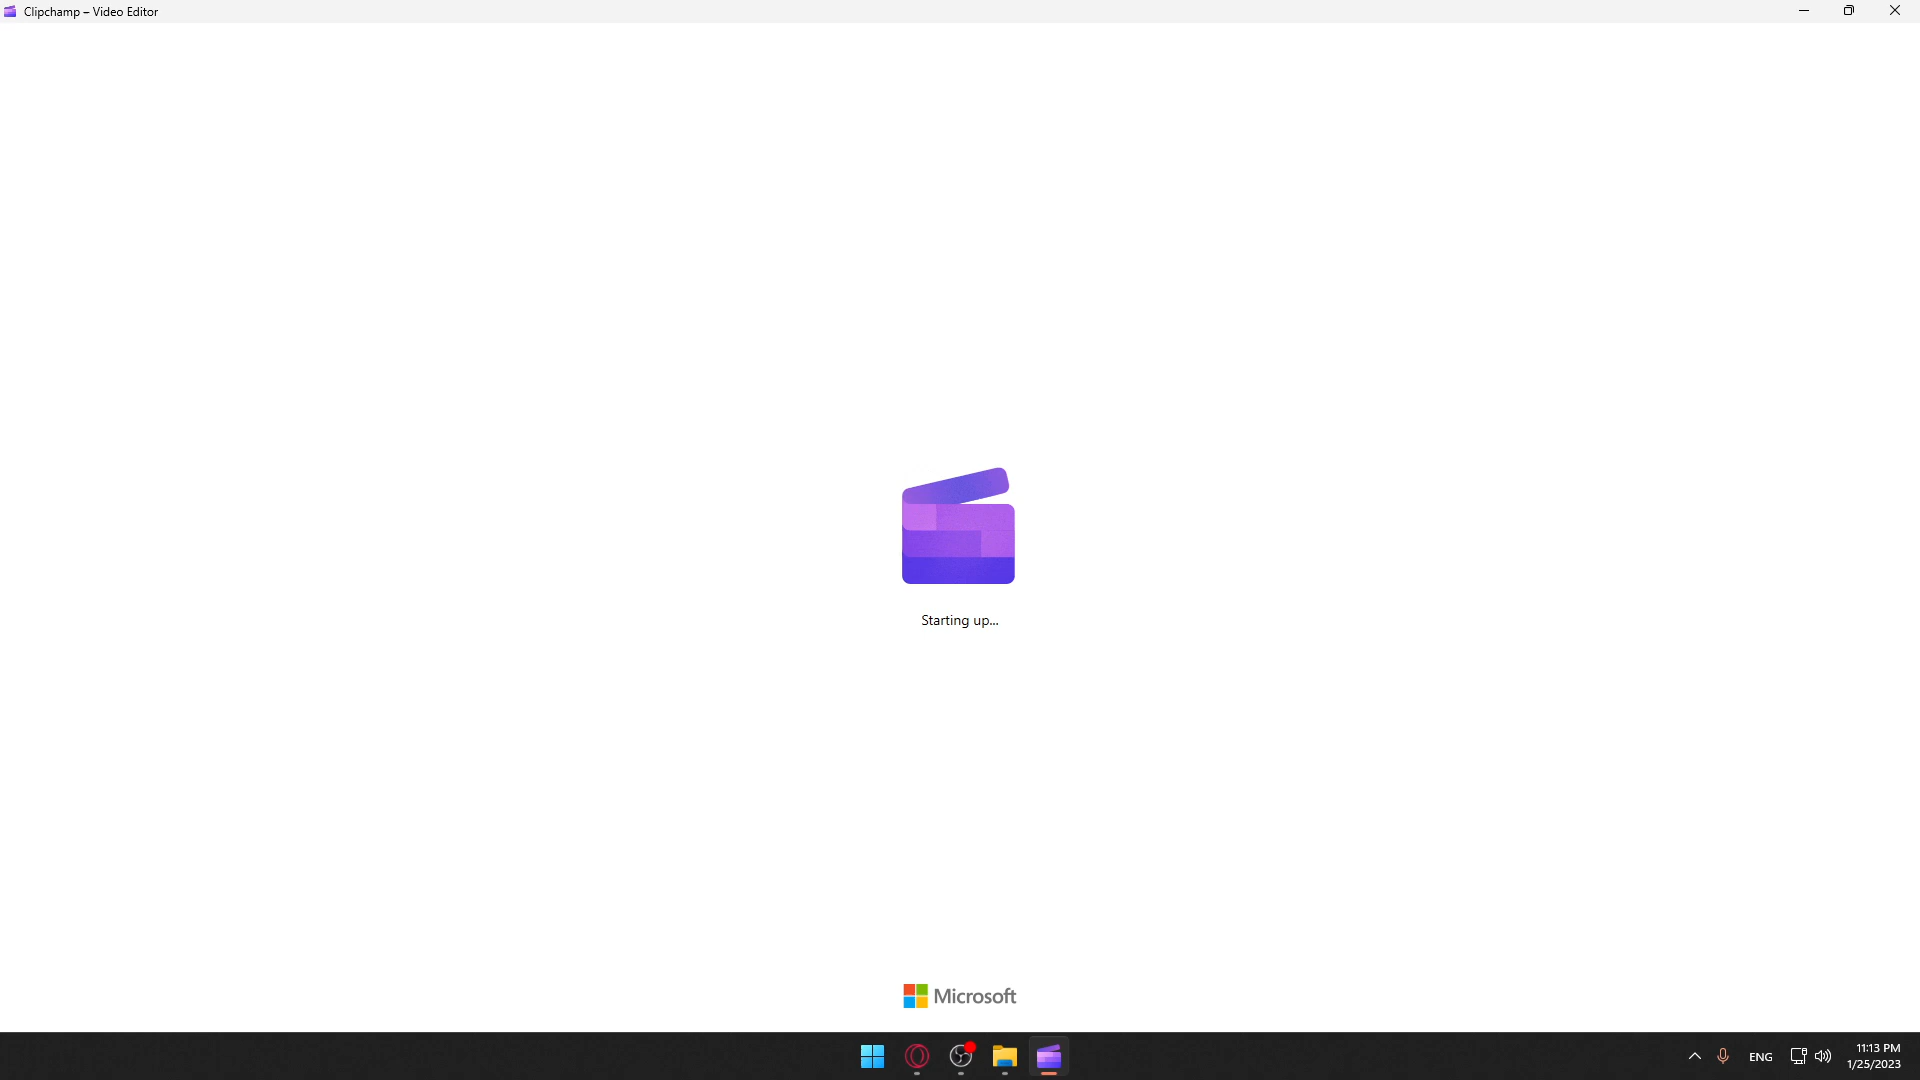 Clipchamp – Video Editor
Starting up...
Microsoft
ENG
11:13 PM
1/25/2023